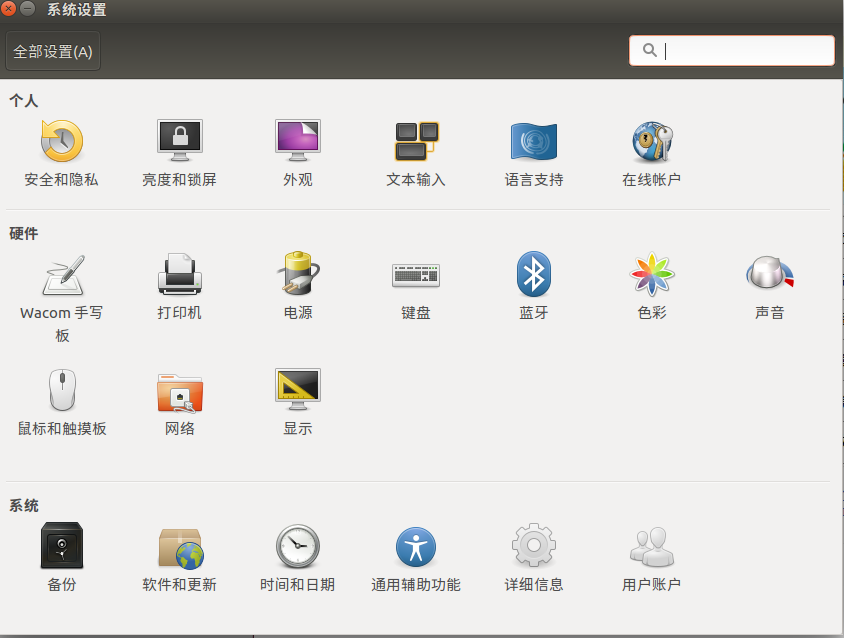 系统设置
全部设置(A)
个人
安全和隐私
亮度和锁屏
外观
文本输入
语言支持
在线帐户
硬件
Wacom 手写
板
打印机
电源
键盘
蓝牙
色彩
声音
鼠标和触摸板
网络
显示
系统
备份
软件和更新
时间和日期
通用辅助功能
详细信息
用户账户